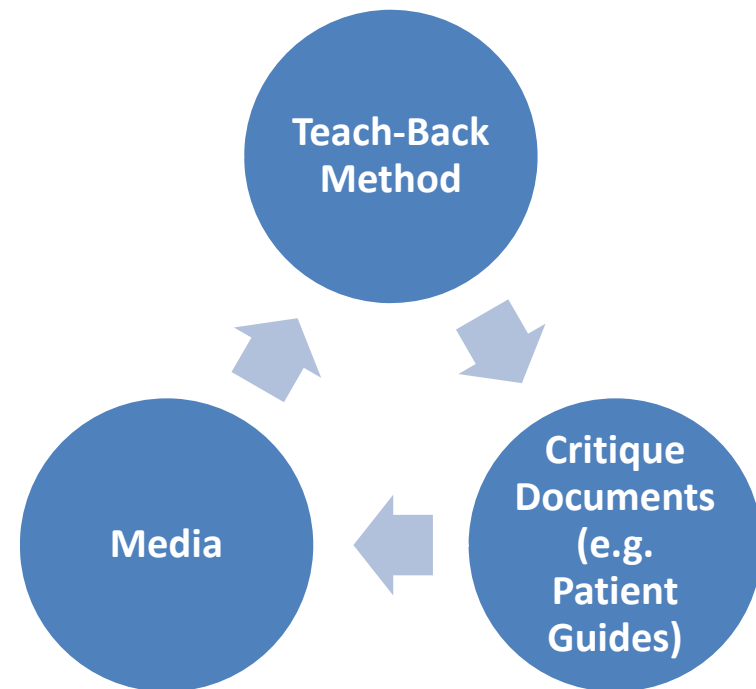 Teach-Back
Method
Critique
Documents
(e.g.
Patient
Guides)
Media